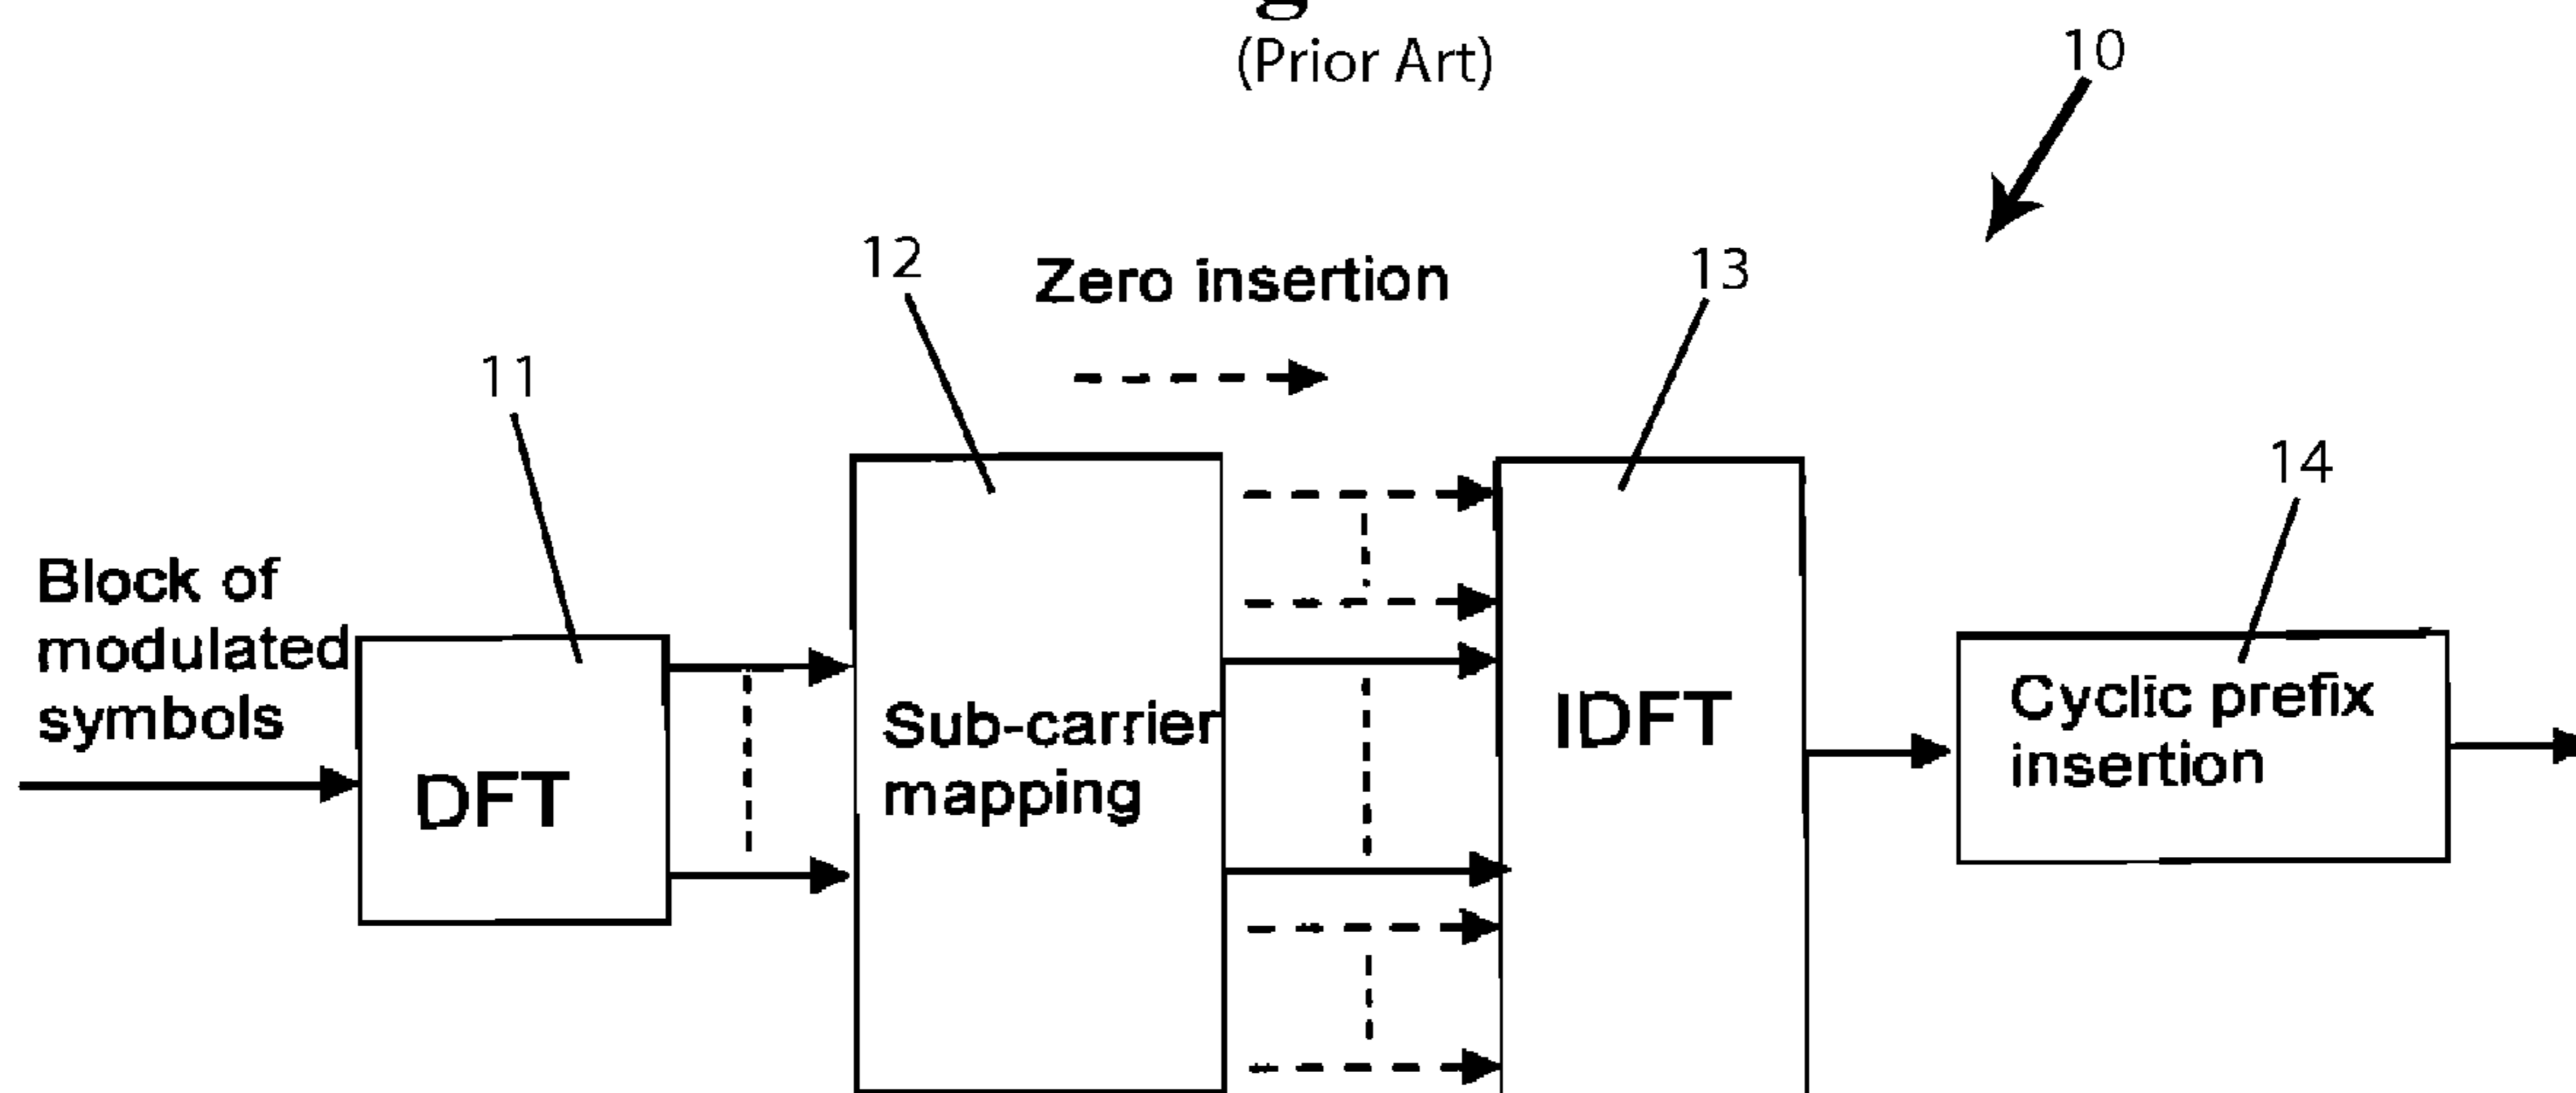 (Prior Art)
10
12
Zero insertion
13
11
14
Block of
modulated
symbols
DFT
Sub-carrier
mapping
IDFT
Cyclic prefix
insertion